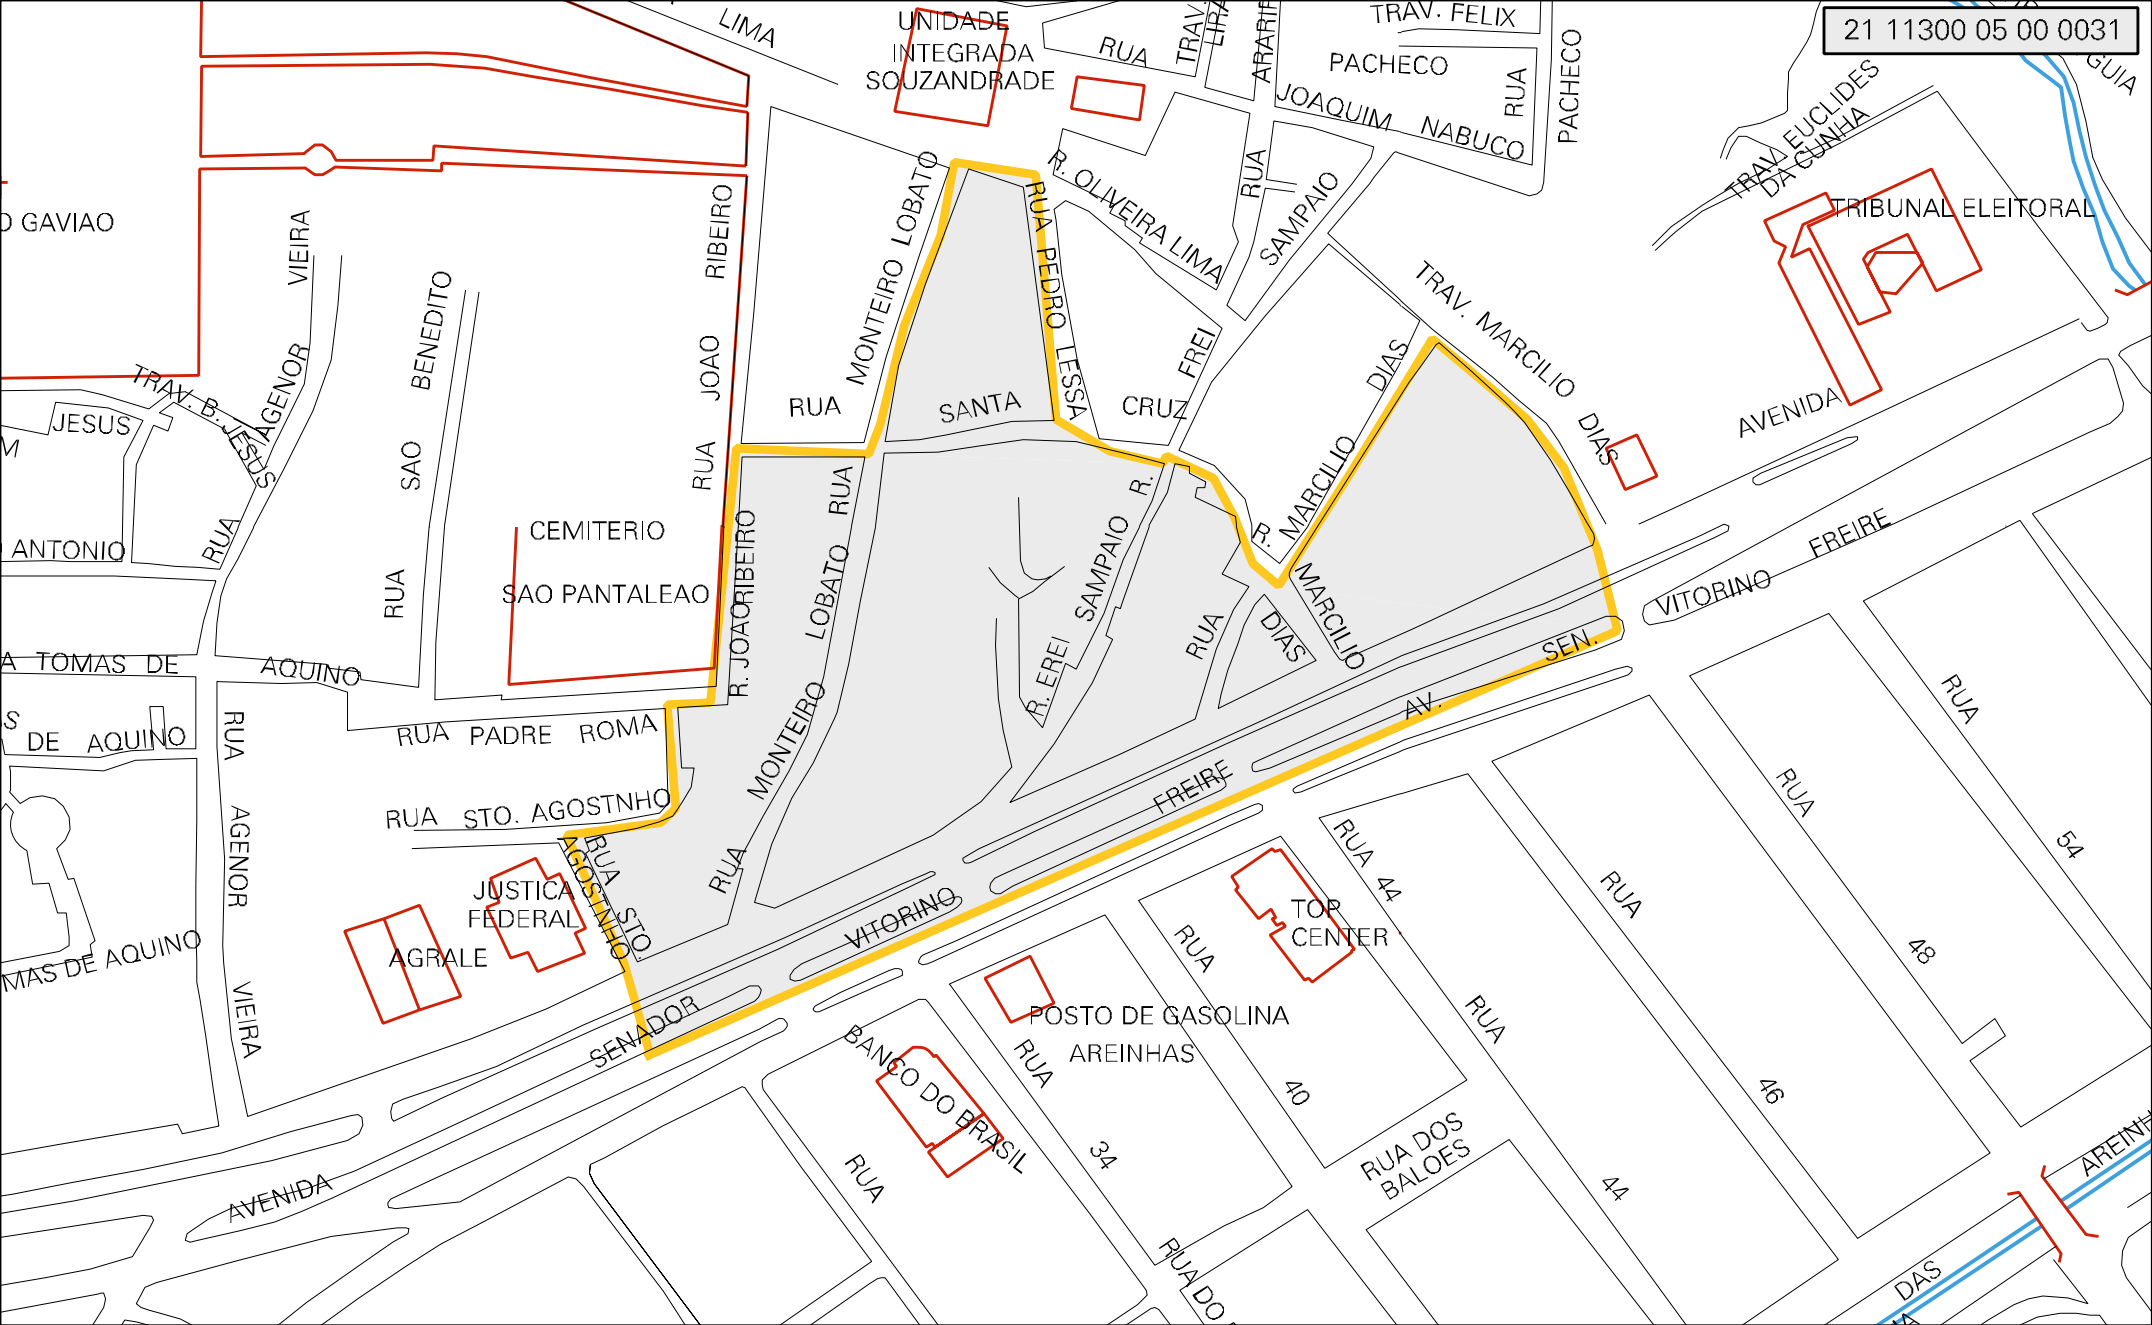 21 11300 05 00 0031
LIMA
UNIDADE
INTEGRADA
SOUZANDRADE
RUA
TRAV.
TRAV. FELIX
PACHECO
RUA
PACHECO
JOAQUIM NABUCO
GUIA
TRAV. EUCLIDES
DA CUNHA
TRIBUNAL ELEITORAL
GAVIAO
VIEIRA
AGENOR
RUA
BENEDITO
SAO
RUA
RIBEIRO
JOAO
RUA
RUA MONTEIRO LOBATO
RUA PEDRO LESSA
R. OLIVEIRA LIMA
RUA
SAMPAIO
FREI
SANTA
CRUZ
TRAV. MARCILIO DIAS
R. MARCILIO DIAS
AVENIDA
TRAV. B. JESUS
JESUS
ANTONIO
CEMITERIO
SAO PANTALEAO
R. JOAO RIBEIRO
RUA
LOBATO
MONTEIRO
RUA
R.
SAMPAIO
R. FREI
RUA
MARCILIO
DIAS
SEN.
AV.
FREIRE
VITORINO
SENADOR
FREIRE
VITORINO
TOMAS DE AQUINO
DE AQUINO
RUA PADRE ROMA
RUA STO. AGOSTNHO
RUA STO.
AGOSTINHO
RUA
AGENOR
VIEIRA
JUSTICA
FEDERAL
AGRALE
MAS DE AQUINO
AVENIDA
TOP
CENTER
POSTO DE GASOLINA
AREINHAS
BANCO DO BRASIL
RUA
RUA 34
RUA 40
RUA 44
RUA 44
RUA 46
RUA 48
RUA 54
RUA DOS
BALOES
RUA DO
DAS